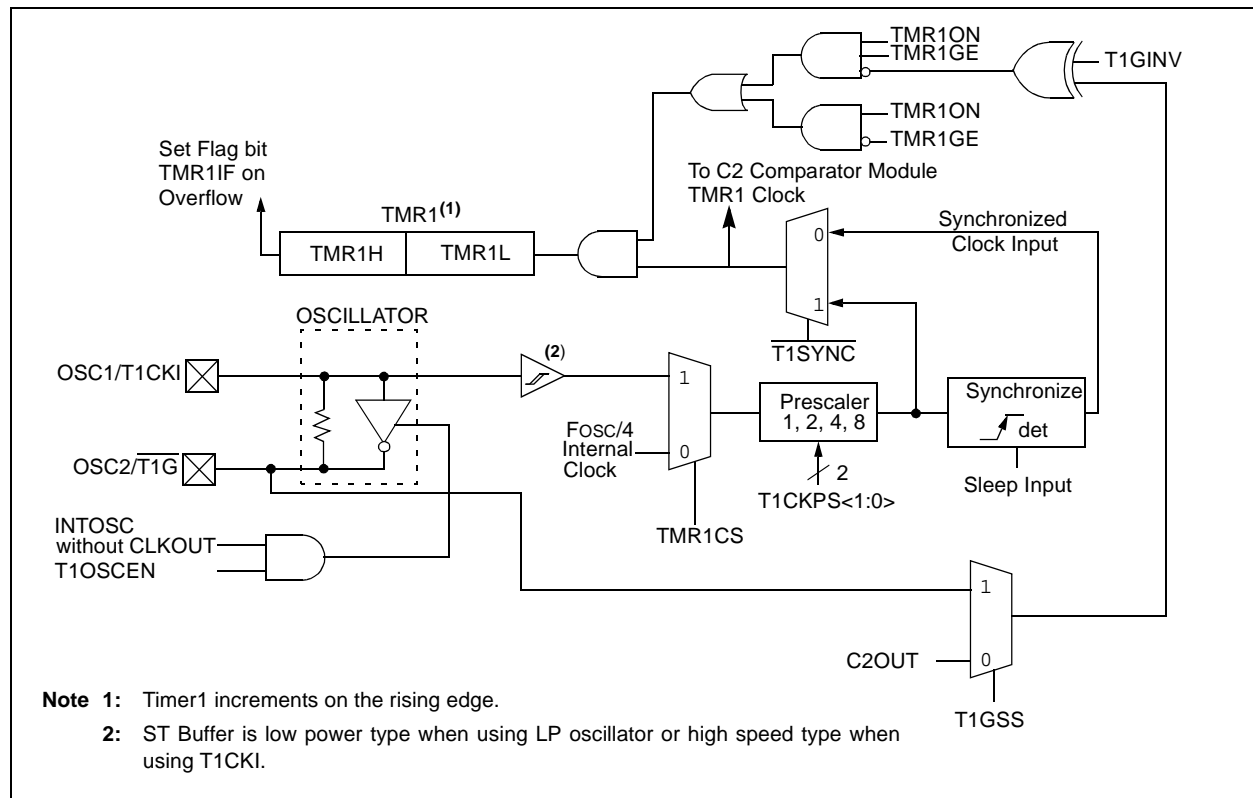 TMR1ON
TMR1GE
T1GINV
TMR1ON
TMR1GE
Set Flag bit
TMR1IF on
Overflow
To C2 Comparator Module
TMR1 Clock
TMR1(1)
TMR1H
TMR1L
0
1
Synchronized
Clock Input
T1SYNC
OSCILLATOR
(2)
OSC1/T1CKI
1
0
FOSC/4
Internal
Clock
Prescaler
1, 2, 4, 8
Synchronize
det
OSC2/T1G
2
T1CKPS<1:0>
Sleep Input
TMR1CS
INTOSC
without CLKOUT
T1OSCEN
1
0
C2OUT
T1GSS
Note 1: Timer1 increments on the rising edge.
2: ST Buffer is low power type when using LP oscillator or high speed type when
using T1CKI.